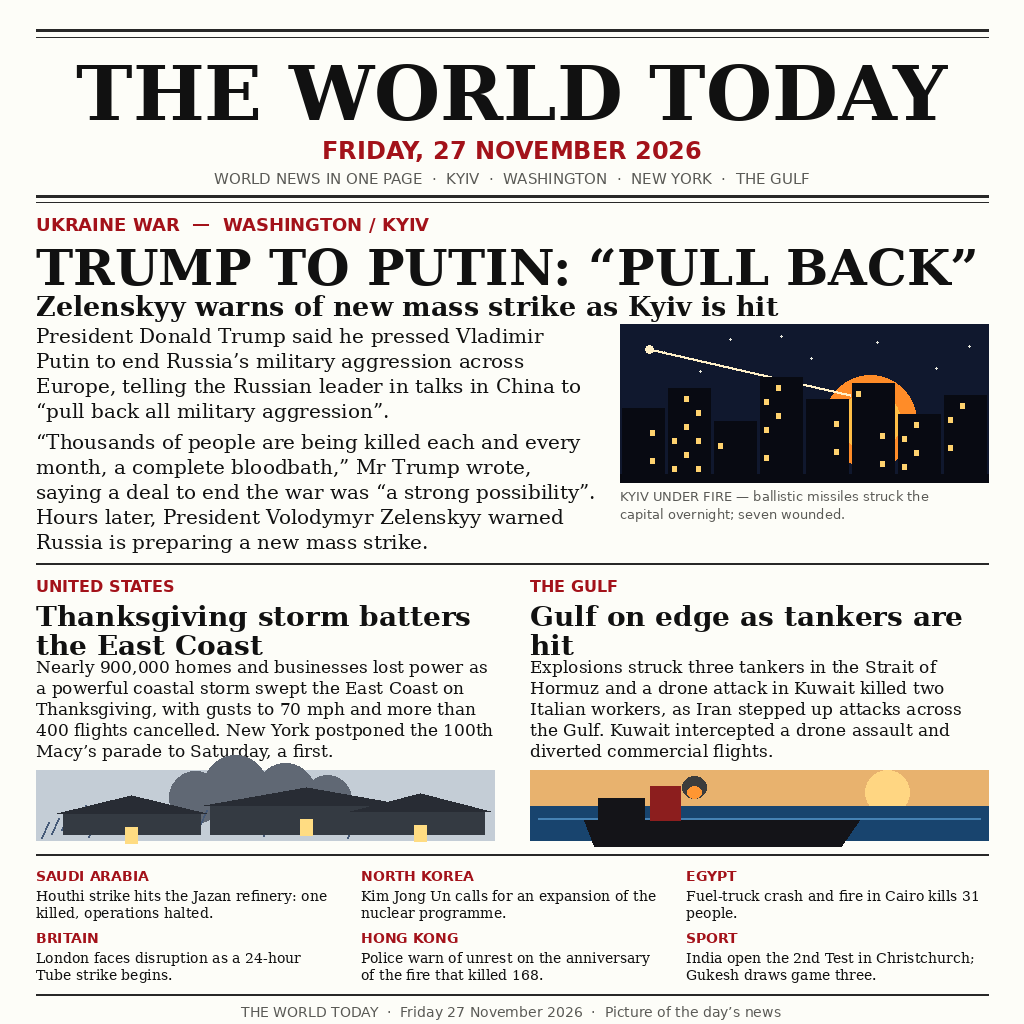 THE WORLD TODAY
FRIDAY, 27 NOVEMBER 2026
WORLD NEWS IN ONE PAGE · KYIV · WASHINGTON · NEW YORK · THE GULF
UKRAINE WAR — WASHINGTON / KYIV
TRUMP TO PUTIN: “PULL BACK”
Zelenskyy warns of new mass strike as Kyiv is hit
President Donald Trump said he pressed Vladimir
Putin to end Russia’s military aggression across
Europe, telling the Russian leader in talks in China to
“pull back all military aggression”.
“Thousands of people are being killed each and every
month, a complete bloodbath,” Mr Trump wrote,
saying a deal to end the war was “a strong possibility”.
Hours later, President Volodymyr Zelenskyy warned
Russia is preparing a new mass strike.
KYIV UNDER FIRE — ballistic missiles struck the
capital overnight; seven wounded.
UNITED STATES
Thanksgiving storm batters
the East Coast
Nearly 900,000 homes and businesses lost power as
a powerful coastal storm swept the East Coast on
Thanksgiving, with gusts to 70 mph and more than
400 flights cancelled. New York postponed the 100th
Macy’s parade to Saturday, a first.
THE GULF
Gulf on edge as tankers are
hit
Explosions struck three tankers in the Strait of
Hormuz and a drone attack in Kuwait killed two
Italian workers, as Iran stepped up attacks across
the Gulf. Kuwait intercepted a drone assault and
diverted commercial flights.
SAUDI ARABIA
Houthi strike hits the Jazan refinery: one
killed, operations halted.
NORTH KOREA
Kim Jong Un calls for an expansion of the
nuclear programme.
EGYPT
Fuel-truck crash and fire in Cairo kills 31
people.
BRITAIN
London faces disruption as a 24-hour
Tube strike begins.
HONG KONG
Police warn of unrest on the anniversary
of the fire that killed 168.
SPORT
India open the 2nd Test in Christchurch;
Gukesh draws game three.
THE WORLD TODAY · Friday 27 November 2026 · Picture of the day’s news